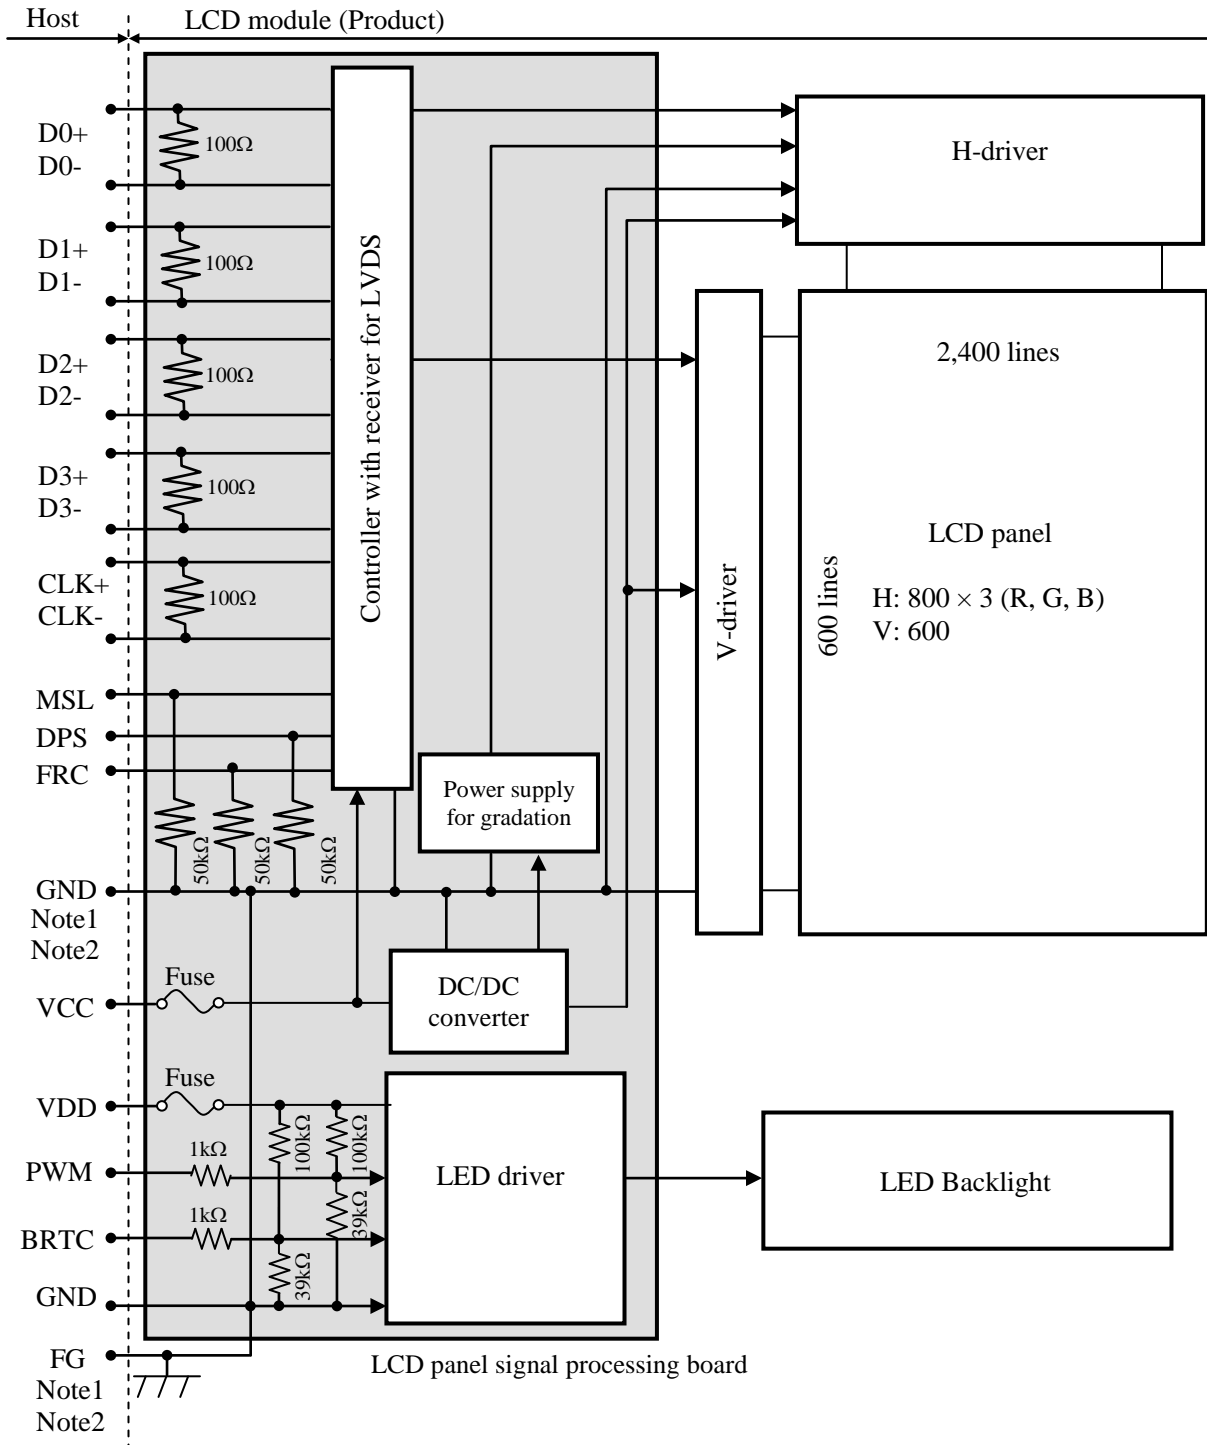 Host
LCD module (Product)
D0+
D0-
100Ω
D1+
D1-
100Ω
D2+
D2-
100Ω
D3+
D3-
100Ω
CLK+
CLK-
100Ω
MSL
DPS
FRC
50kΩ
50kΩ
50kΩ
GND
Note1
Note2
VCC
Fuse
VDD
Fuse
PWM
1kΩ
BRTC
1kΩ
100kΩ
100kΩ
39kΩ
39kΩ
GND
FG
Note1
Note2
Controller with receiver for LVDS
Power supply
for gradation
DC/DC
converter
LED driver
LCD panel signal processing board
H-driver
V-driver
2,400 lines
600 lines
LCD panel
H: 800 × 3 (R, G, B)
V: 600
LED Backlight